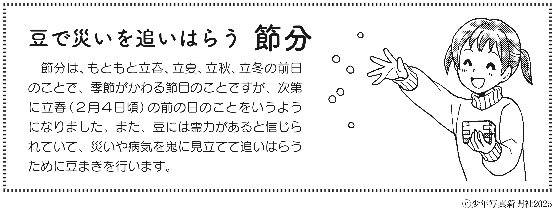 豆で災いを追いはらう 節分
節分は、もともと立春、立夏、立秋、立冬の前日
のことで、季節がかわる節目のことですが、次第
に立春(2月4日頃)の前の日のことをいうよう
になりました。また、豆には霊力があると信じら
れていて、災いや病気を鬼に見立てて追いはらう
ために豆まきを行います。
©少年写真新聞社2025